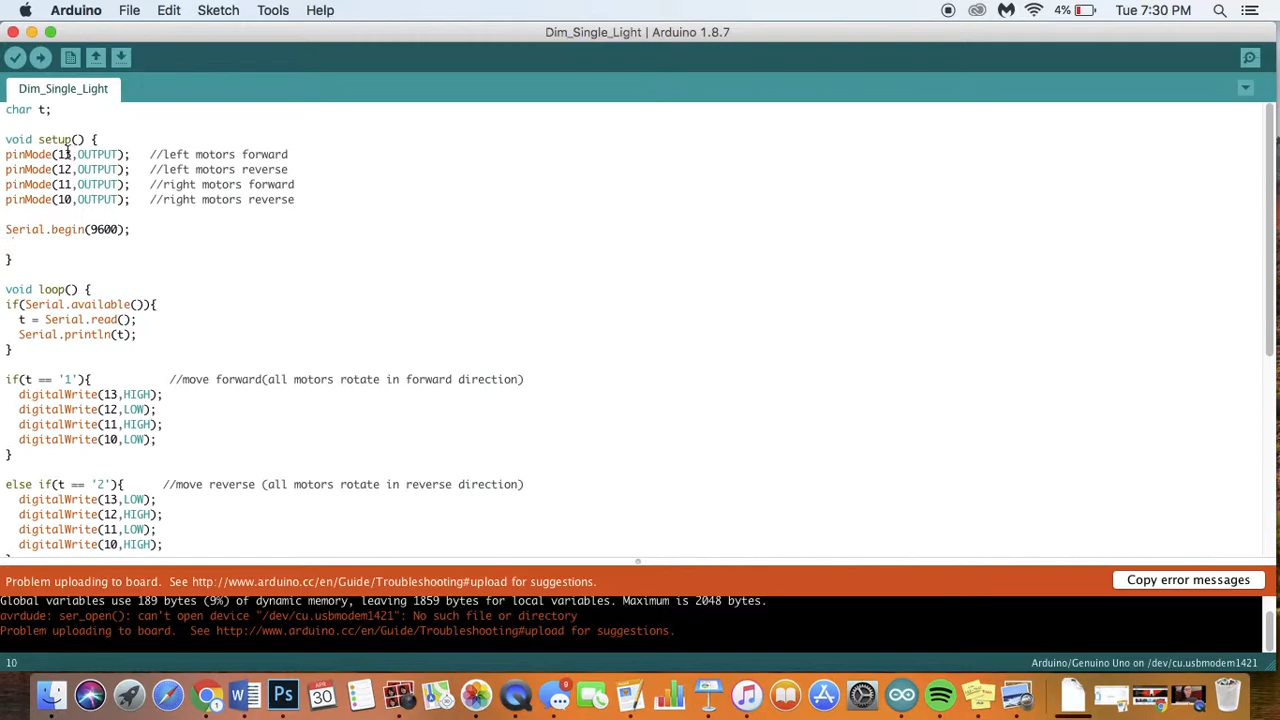 Arduino File Edit Sketch Tools Help 4% Tue 7:30 PM
Dim_Single_Light | Arduino 1.8.7
Dim_Single_Light
char t;
void setup() {
pinMode(13,OUTPUT); //left motors forward
pinMode(12,OUTPUT); //left motors reverse
pinMode(11,OUTPUT); //right motors forward
pinMode(10,OUTPUT); //right motors reverse
Serial.begin(9600);
}
void loop() {
if(Serial.available()){
t = Serial.read();
Serial.println(t);
}
if(t == '1'){ //move forward(all motors rotate in forward direction)
digitalWrite(13,HIGH);
digitalWrite(12,LOW);
digitalWrite(11,HIGH);
digitalWrite(10,LOW);
}
else if(t == '2'){ //move reverse (all motors rotate in reverse direction)
digitalWrite(13,LOW);
digitalWrite(12,HIGH);
digitalWrite(11,LOW);
digitalWrite(10,HIGH);
Problem uploading to board. See http://www.arduino.cc/en/Guide/Troubleshooting#upload for suggestions. Copy error messages
Global variables use 189 bytes (9%) of dynamic memory, leaving 1859 bytes for local variables. Maximum is 2048 bytes.
avrdude: ser_open(): can't open device "/dev/cu.usbmodem1421": No such file or directory
Problem uploading to board. See http://www.arduino.cc/en/Guide/Troubleshooting#upload for suggestions.
10 Arduino/Genuino Uno on /dev/cu.usbmodem1421
APR 30 W Ps 9